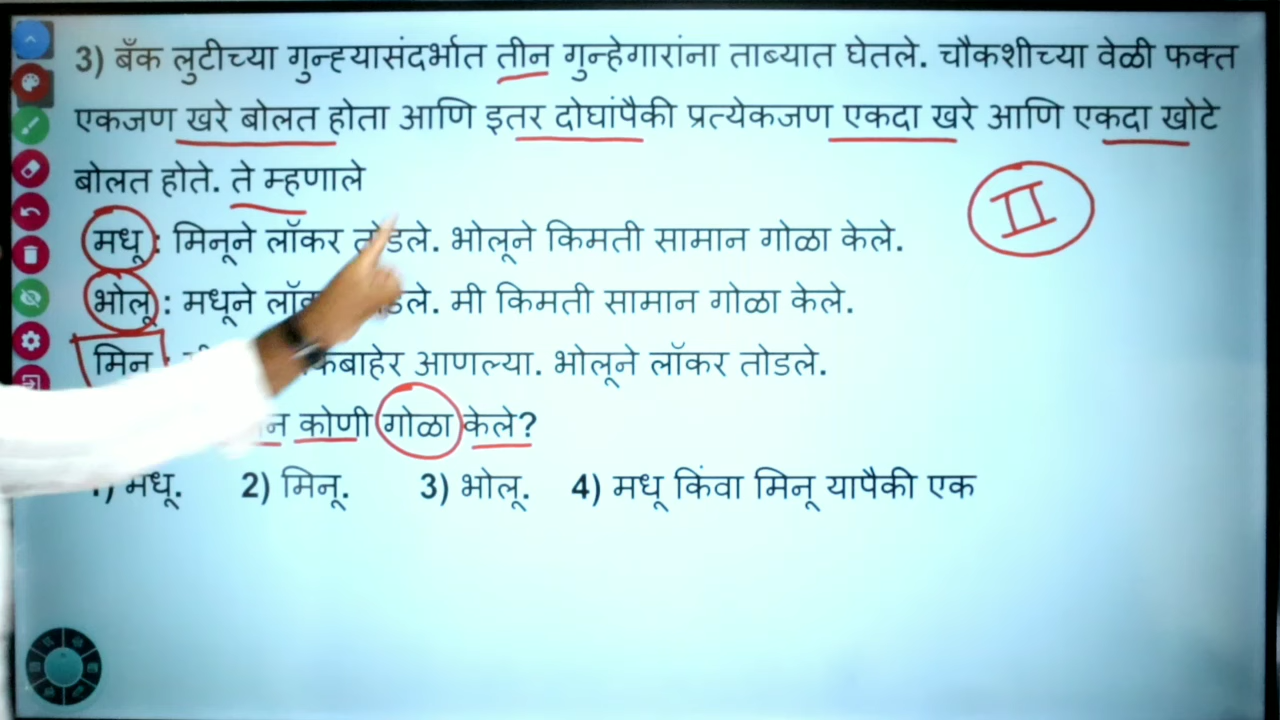 3) बँक लुटीच्या गुन्ह्यासंदर्भात तीन गुन्हेगारांना ताब्यात घेतले. चौकशीच्या वेळी फक्त
एकजण खरे बोलत होता आणि इतर दोघांपैकी प्रत्येकजण एकदा खरे आणि एकदा खोटे
बोलत होते. ते म्हणाले
II
मधू : मिनूने लॉकर तोडले. भोलूने किमती सामान गोळा केले.
भोलू : मधूने मी किमती सामान गोळा केले.
आणल्या. भोलूने लॉकर तोडले.
कोणी गोळा केले?
1) मधू. 2) मिनू. 3) भोलू. 4) मधू किंवा मिनू यापैकी एक